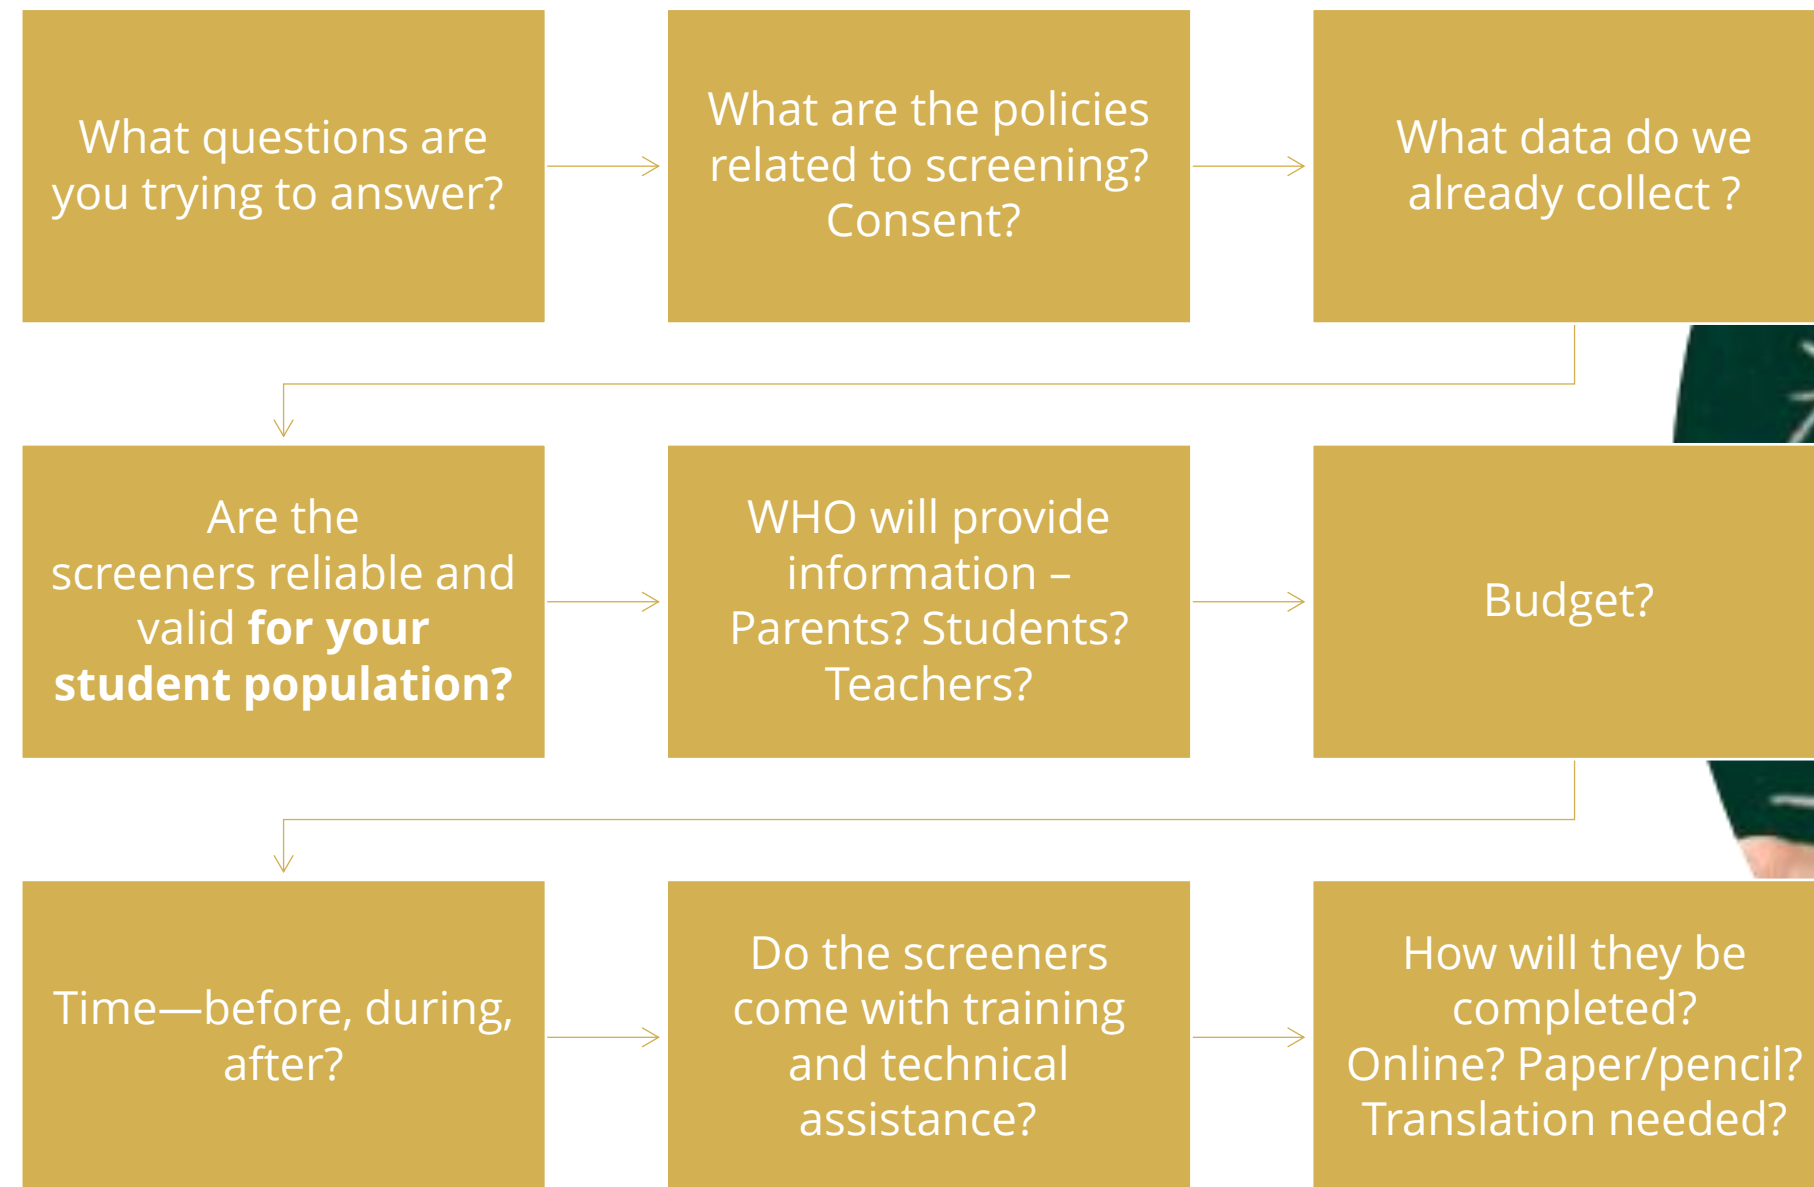 What questions are
you trying to answer?
What are the policies
related to screening?
Consent?
What data do we
already collect ?
Are the
screeners reliable and
valid for your
student population?
WHO will provide
information –
Parents? Students?
Teachers?
Budget?
Time—before, during,
after?
Do the screeners
come with training
and technical
assistance?
How will they be
completed?
Online? Paper/pencil?
Translation needed?